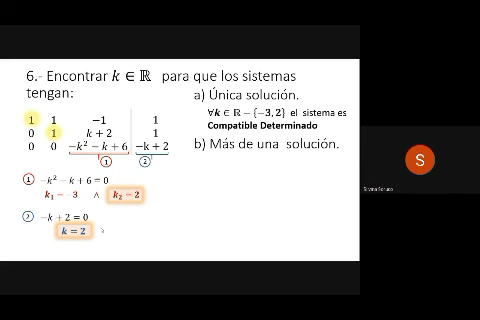 6.- Encontrar k ∈ ℝ para que los sistemas
tengan:
a) Única solución.
∀k ∈ ℝ − {−3, 2} el sistema es
Compatible Determinado
b) Más de una solución.
1 1 −1 1
0 1 k + 2 1
0 0 −k² − k + 6 −k + 2
① ②
① −k² − k + 6 = 0
k₁ = −3 ∧ k₂ = 2
② −k + 2 = 0
k = 2
S
Silvina Soruco